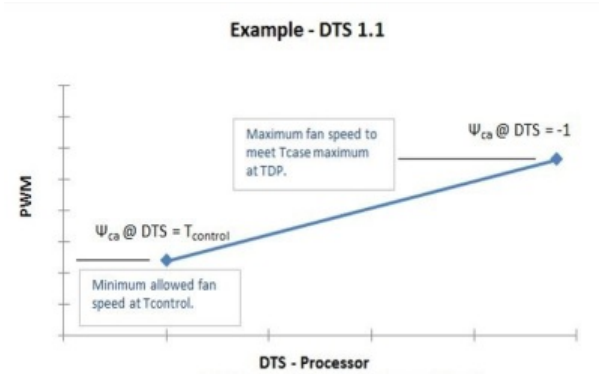 Example - DTS 1.1
Maximum fan speed to
meet Tcase maximum
at TDP.
Ψca @ DTS = -1
PWM
Ψca @ DTS = Tcontrol
Minimum allowed fan
speed at Tcontrol.
DTS - Processor